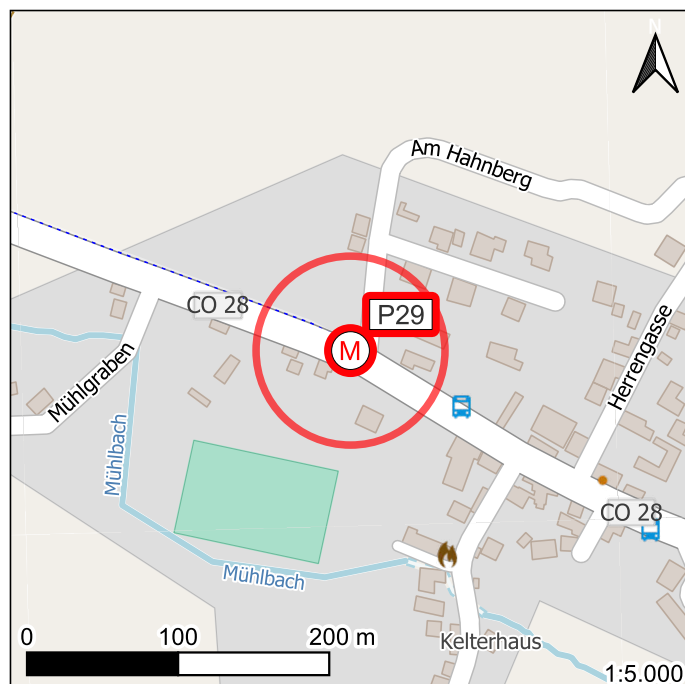 N
Am Hahnberg
CO 28
P29
M
Herrengasse
Mühlgraben
Mühlbach
CO 28
Mühlbach
Kelterhaus
0 100 200 m
1:5.000